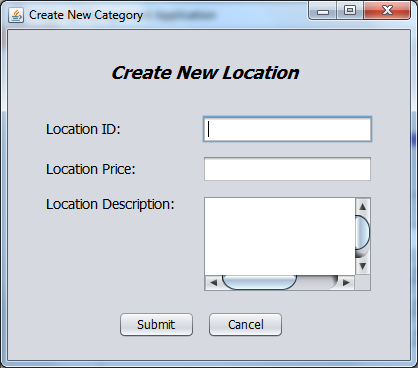 Create New Category
Create New Location
Location ID:
Location Price:
Location Description:
Submit Cancel